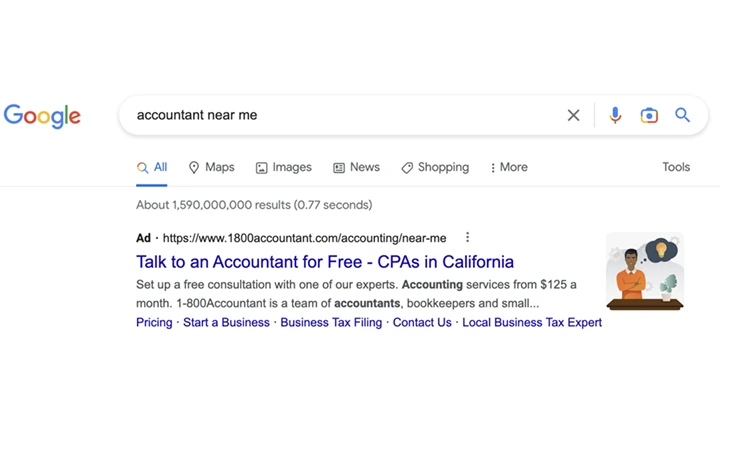 Google
accountant near me
All Maps Images News Shopping More Tools
About 1,590,000,000 results (0.77 seconds)
Ad · https://www.1800accountant.com/accounting/near-me
Talk to an Accountant for Free - CPAs in California
Set up a free consultation with one of our experts. Accounting services from $125 a
month. 1-800Accountant is a team of accountants, bookkeepers and small...
Pricing · Start a Business · Business Tax Filing · Contact Us · Local Business Tax Expert